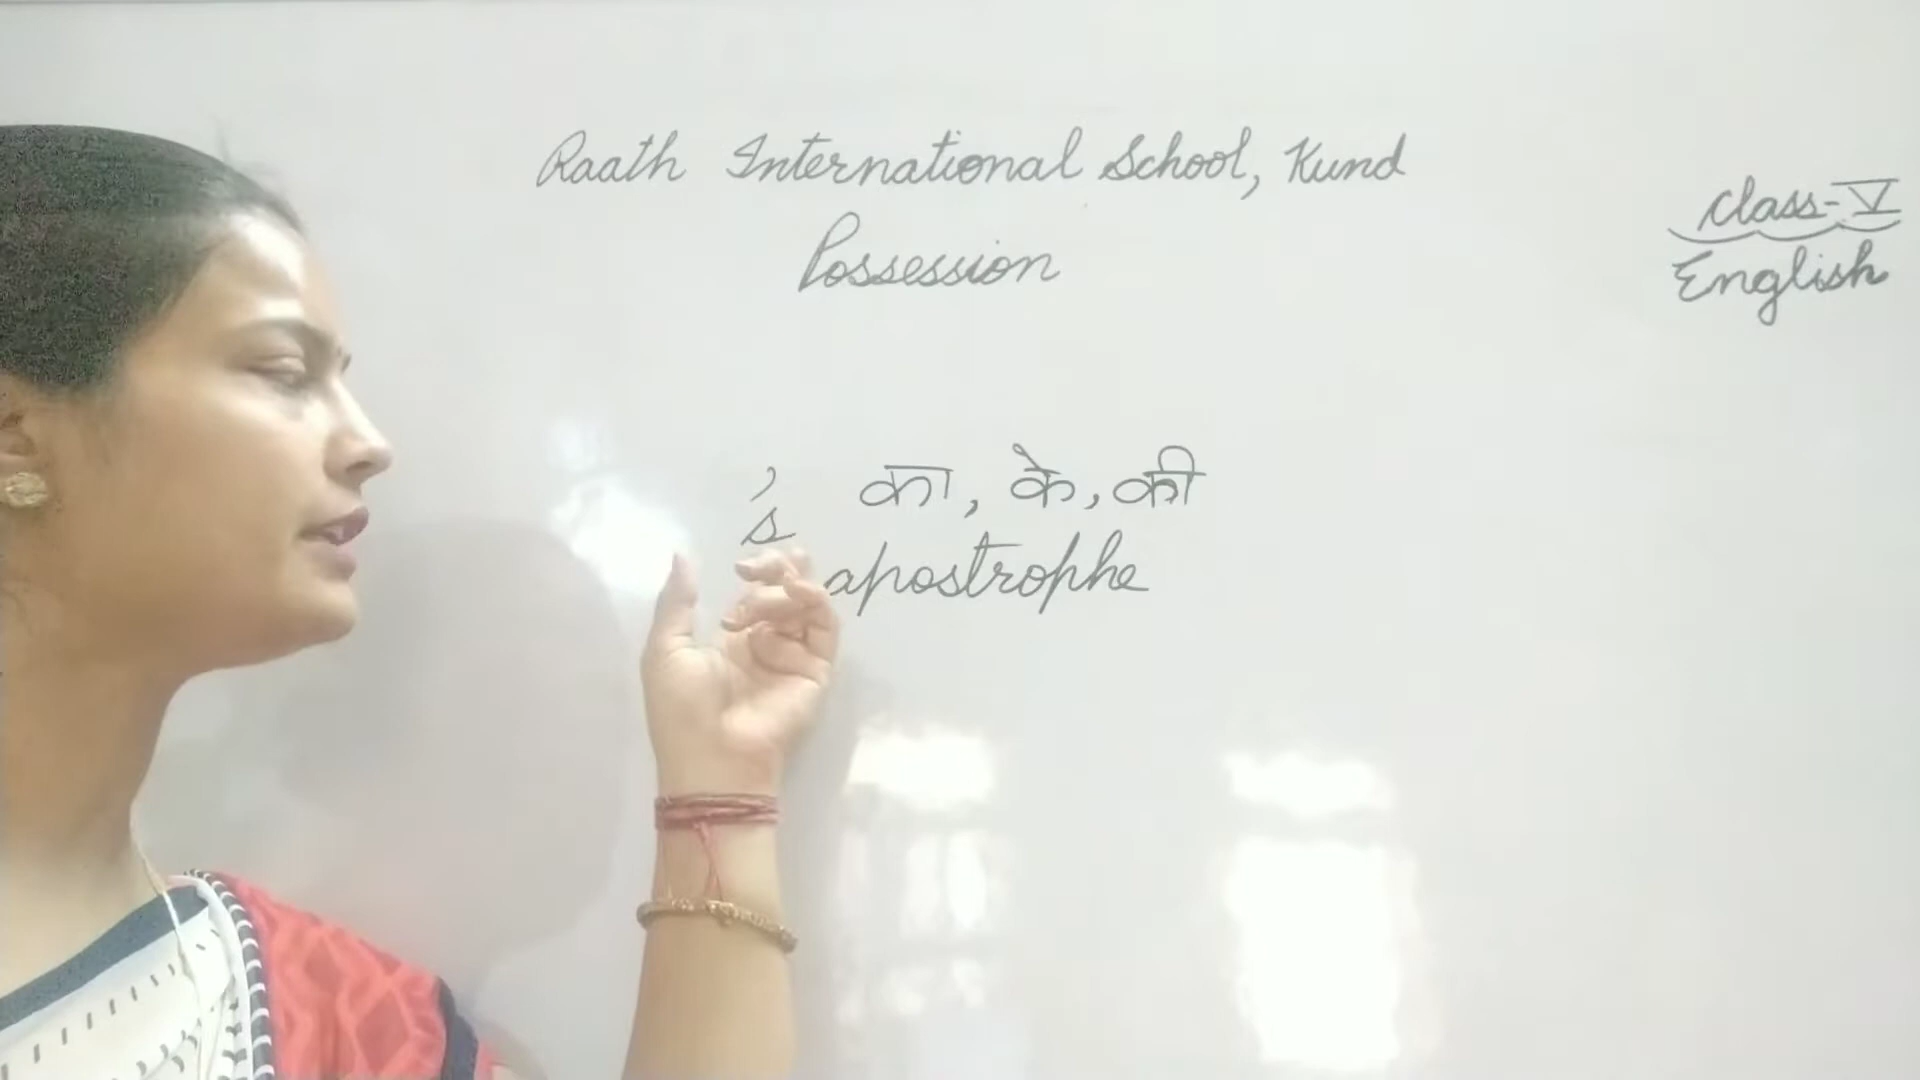 Raath International School, Kund
Class-V
Possession
English
's का, के, की
apostrophe